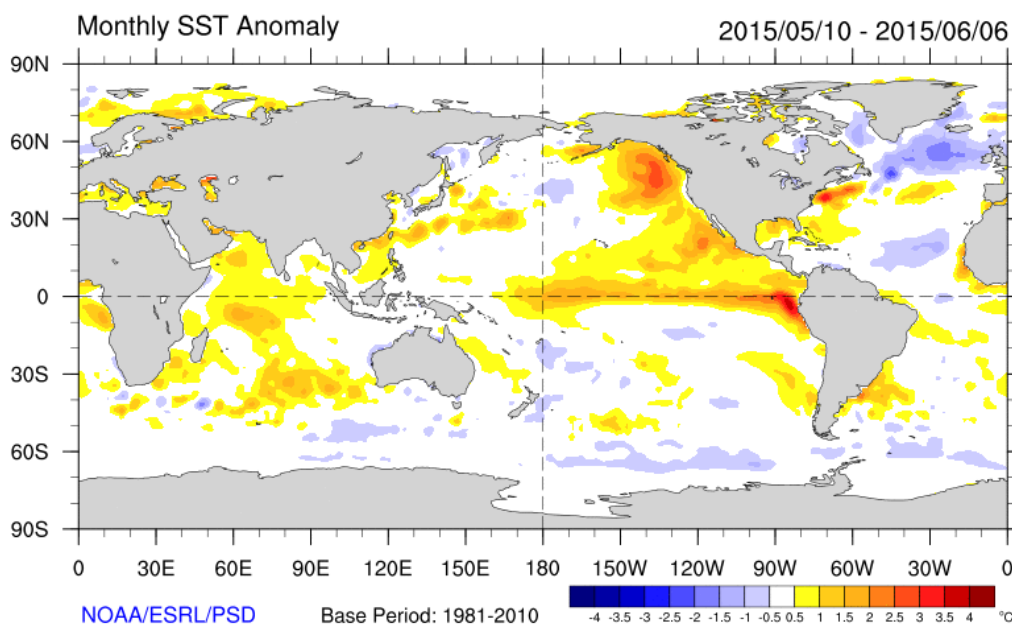 Monthly SST Anomaly 2015/05/10 - 2015/06/06
90N
60N
30N
0
30S
60S
90S
0 30E 60E 90E 120E 150E 180 150W 120W 90W 60W 30W 0
NOAA/ESRL/PSD Base Period: 1981-2010
-4 -3.5 -3 -2.5 -2 -1.5 -1 -0.5 0.5 1 1.5 2 2.5 3 3.5 4 °C